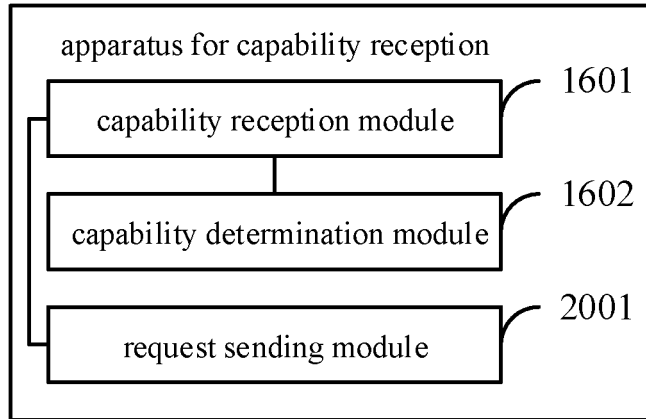 apparatus for capability reception
1601
capability reception module
1602
capability determination module
2001
request sending module